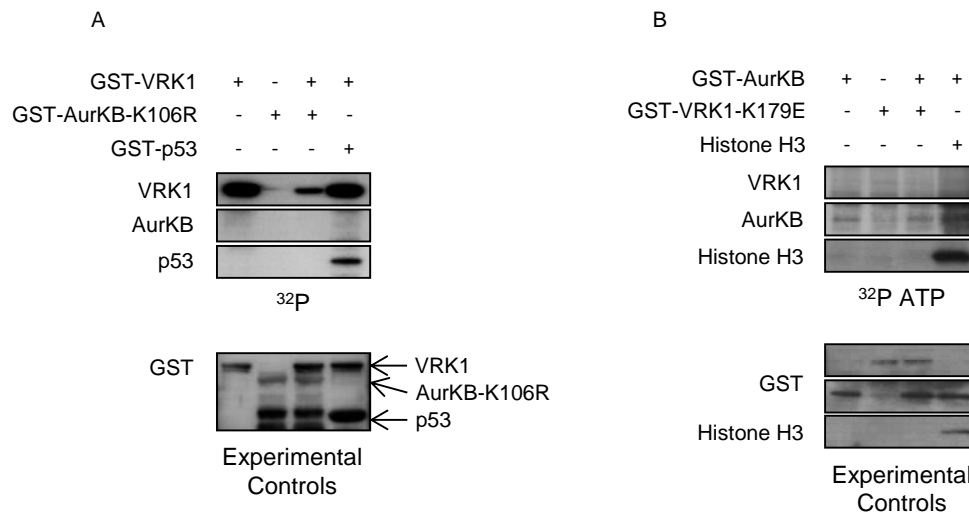 A
GST-VRK1 + - + +
GST-AurKB-K106R - + + -
GST-p53 - - - +
VRK1
AurKB
p53
32P
GST
VRK1
AurKB-K106R
p53
Experimental
Controls
B
GST-AurKB + - + +
GST-VRK1-K179E - + + -
Histone H3 - - - +
VRK1
AurKB
Histone H3
32P ATP
GST
Histone H3
Experimental
Controls